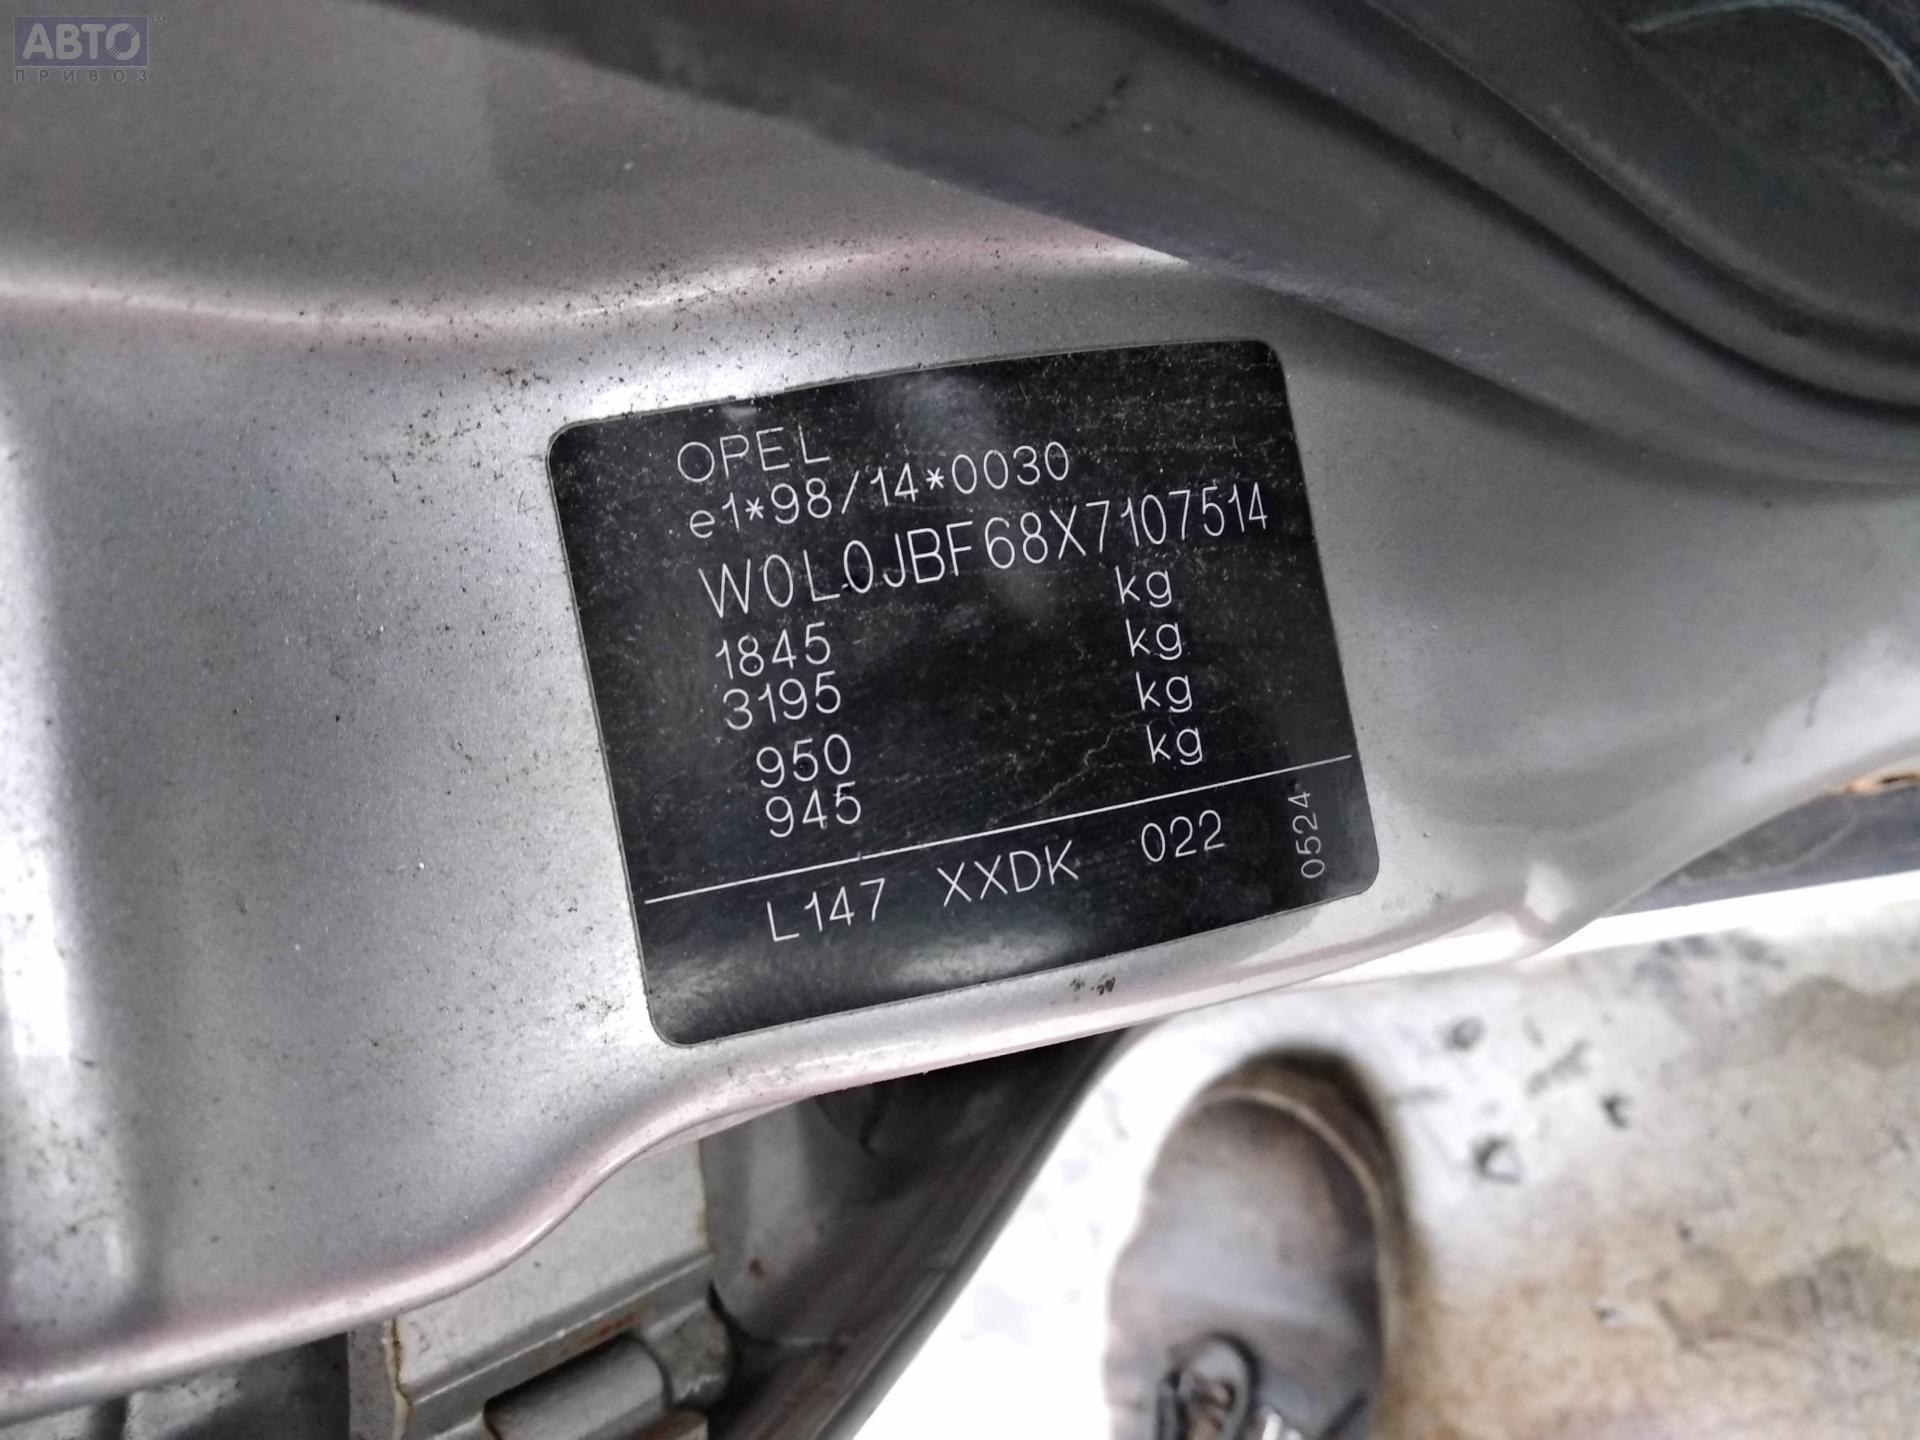 АВТО™
ПРИВОЗ
OPEL
e1*98/14*0030
W0L0JBF68X7107514
1845 kg
3195 kg
950 kg
945 kg
L147 XXDK 022
0524